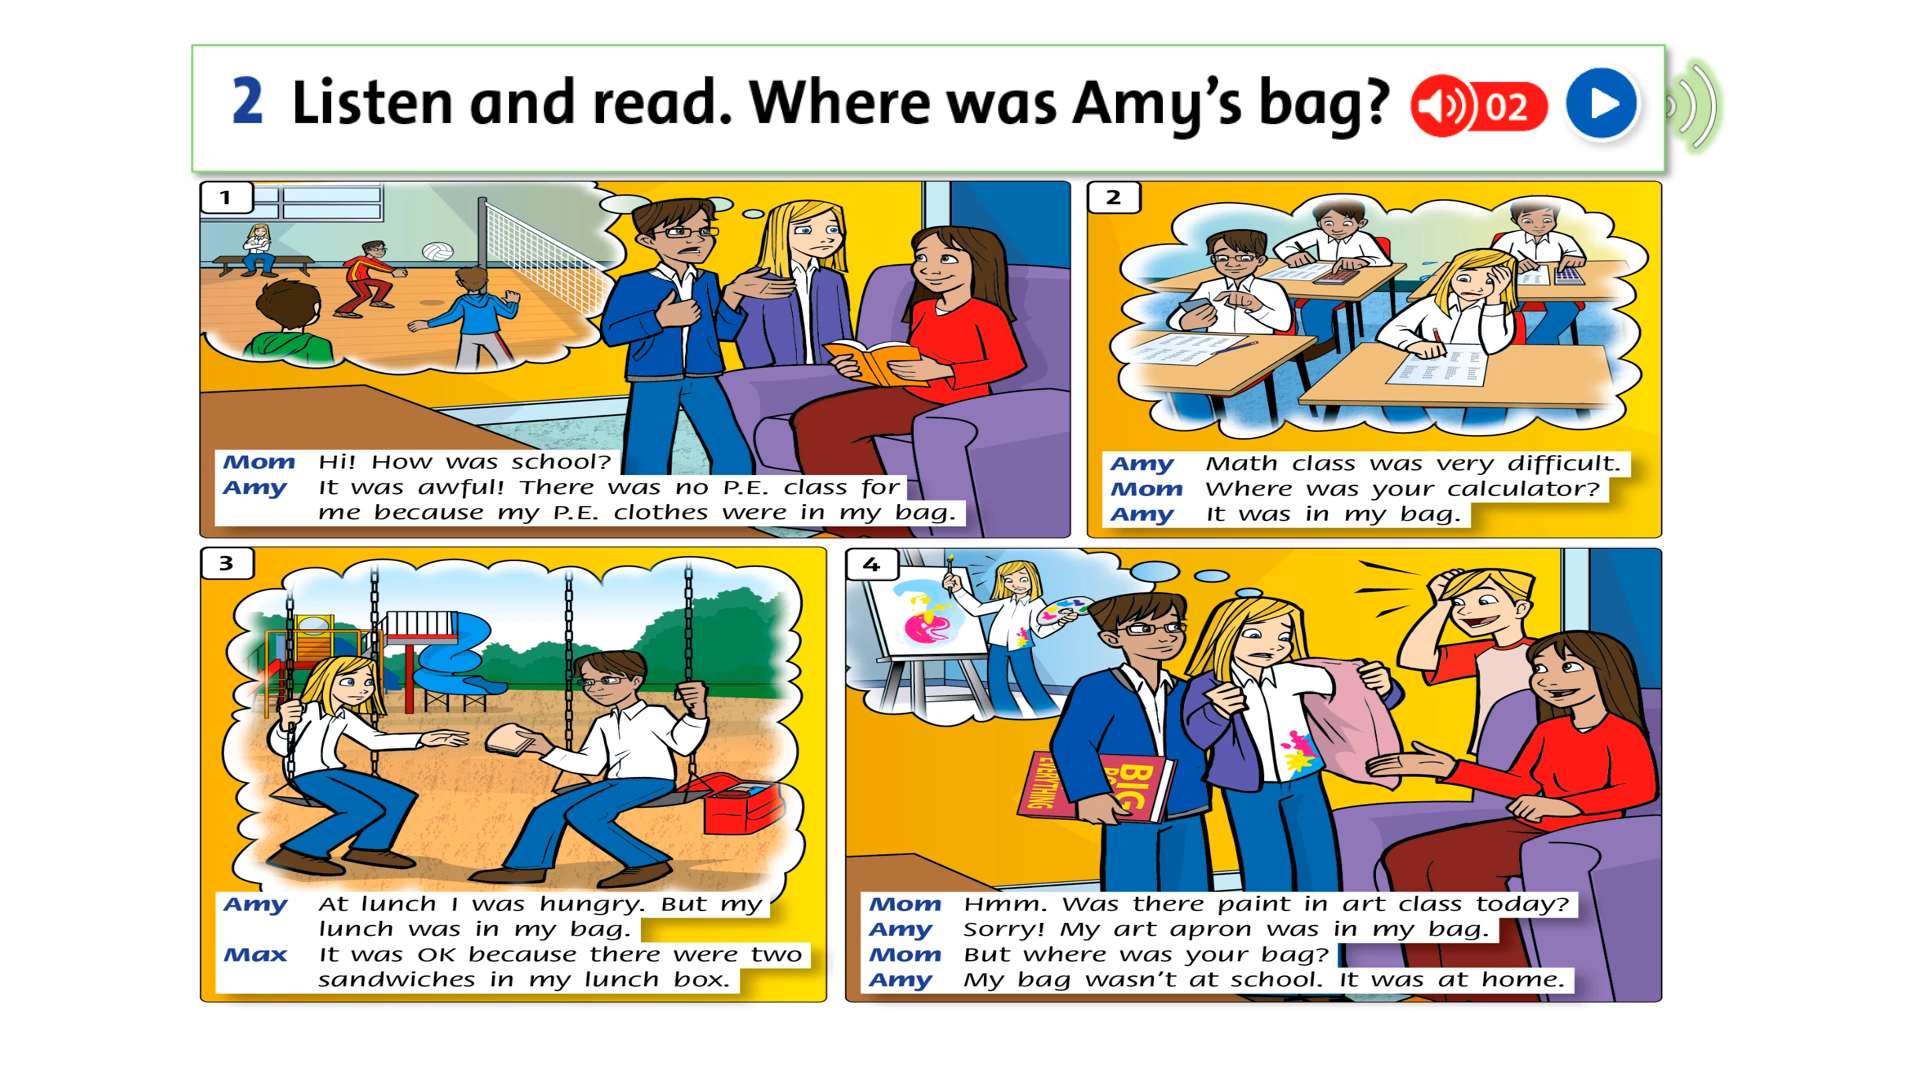 2 Listen and read. Where was Amy's bag? 02
1
Mom Hi! How was school?
Amy It was awful! There was no P.E. class for
me because my P.E. clothes were in my bag.
2
Amy Math class was very difficult.
Mom Where was your calculator?
Amy It was in my bag.
3
Amy At lunch I was hungry. But my
lunch was in my bag.
Max It was OK because there were two
sandwiches in my lunch box.
4
BIG
EVERYTHING
Mom Hmm. Was there paint in art class today?
Amy Sorry! My art apron was in my bag.
Mom But where was your bag?
Amy My bag wasn't at school. It was at home.